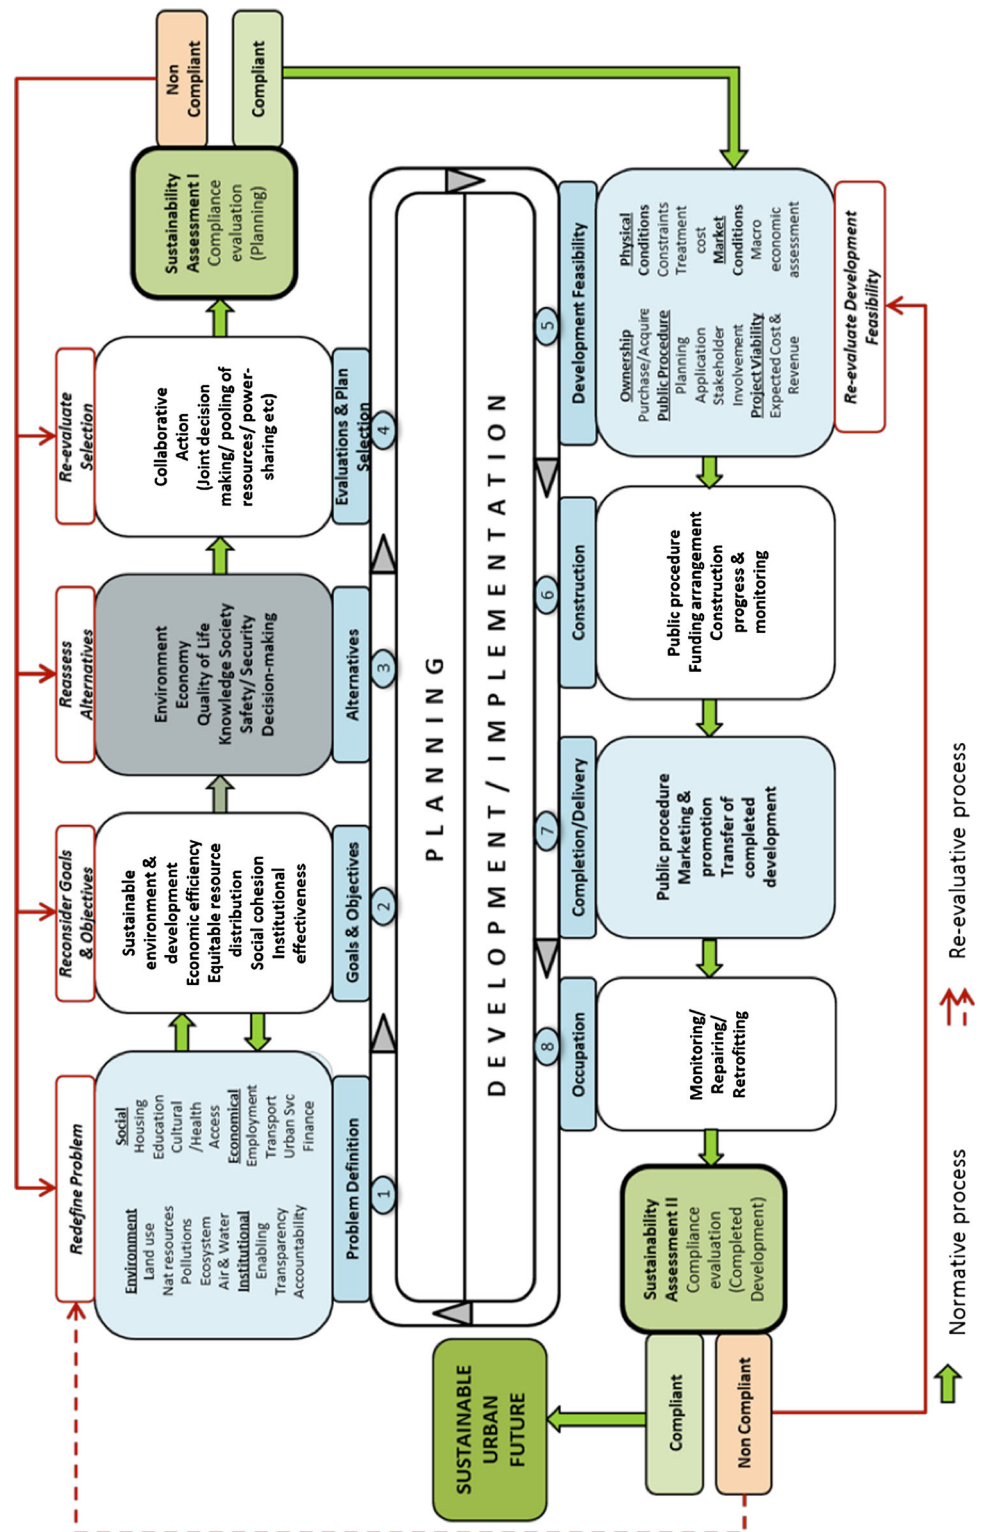 Redefine Problem
Reconsider Goals
& Objectives
Reassess
Alternatives
Re-evaluate
Selection
Non
Compliant
Compliant
Environment
Land use
Nat resources
Pollutions
Ecosystem
Air & Water
Institutional
Enabling
Transparency
Accountability
Social
Housing
Education
Cultural
/Health
Access
Economical
Employment
Transport
Urban Svc
Finance
Sustainable
environment &
development
Economic efficiency
Equitable resource
distribution
Social cohesion
Institutional
effectiveness
Environment
Economy
Quality of Life
Knowledge Society
Safety/ Security
Decision-making
Collaborative
Action
(Joint decision
making/ pooling of
resources/ power-
sharing etc)
Sustainability
Assessment I
Compliance
evaluation
(Planning)
Problem Definition
Goals & Objectives
Alternatives
Evaluations & Plan
Selection
1
2
3
4
PLANNING
DEVELOPMENT/IMPLEMENTATION
8
7
6
5
SUSTAINABLE
URBAN
FUTURE
Occupation
Completion/Delivery
Construction
Development Feasibility
Compliant
Non Compliant
Sustainability
Assessment II
Compliance
evaluation
(Completed
Development)
Monitoring/
Repairing/
Retrofitting
Public procedure
Marketing &
promotion
Transfer of
completed
development
Public procedure
Funding arrangement
Construction
progress &
monitoring
Ownership
Purchase/Acquire
Public Procedure
Planning
Application
Stakeholder
Involvement
Project Viability
Expected Cost &
Revenue
Physical
Conditions
Constraints
Treatment
cost
Market
Conditions
Macro
economic
assessment
Re-evaluate Development
Feasibility
Normative process
Re-evaluative process